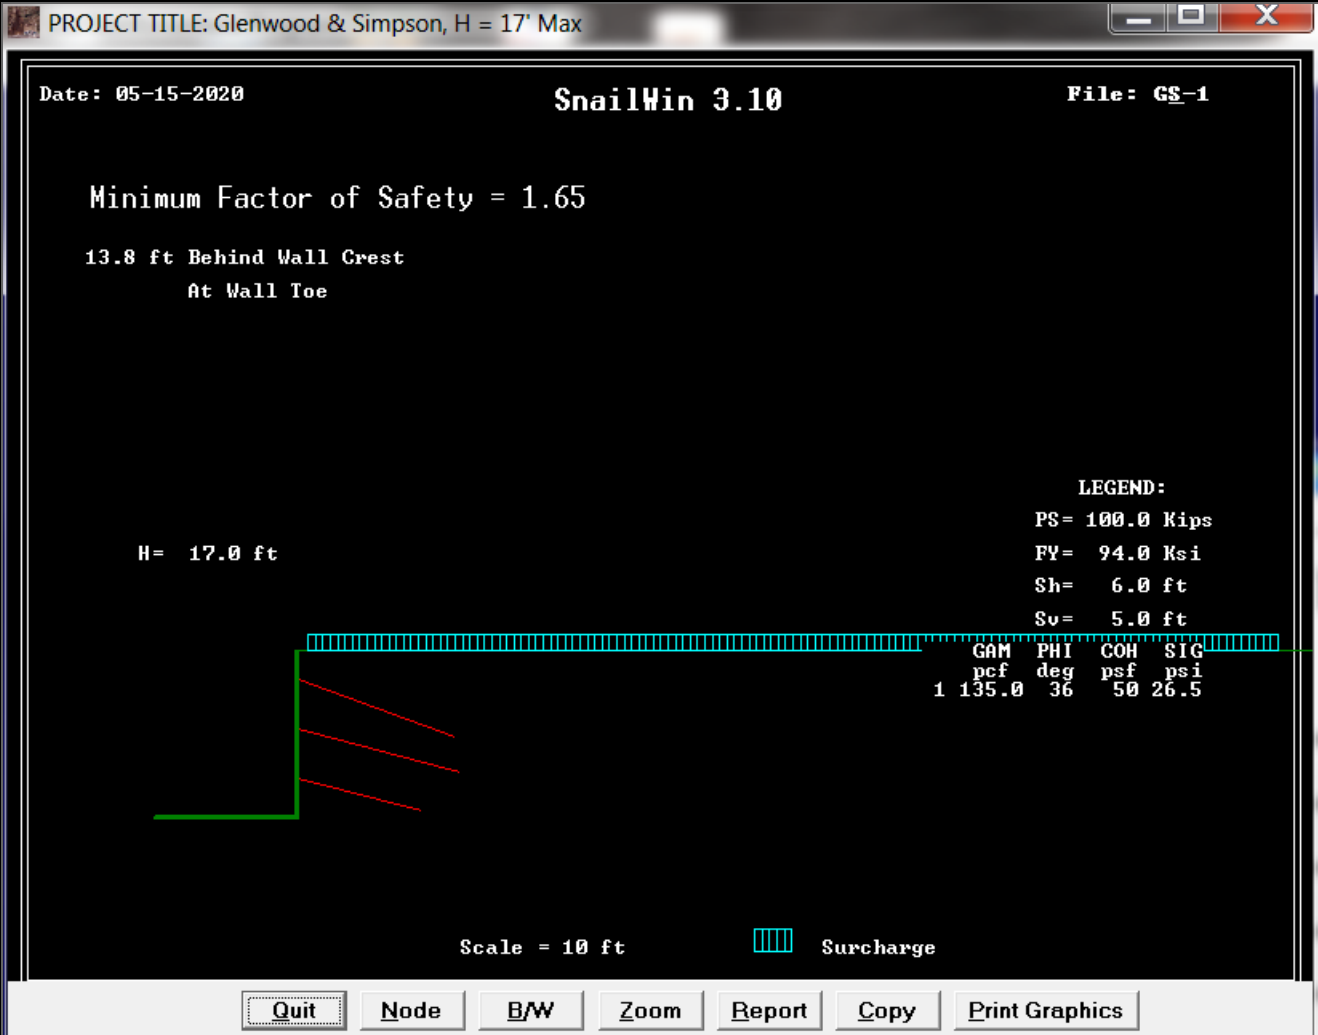 PROJECT TITLE: Glenwood & Simpson, H = 17' Max
Date: 05-15-2020
SnailWin 3.10
File: GS-1
Minimum Factor of Safety = 1.65
13.8 ft Behind Wall Crest
At Wall Toe
LEGEND:
PS= 100.0 Kips
H= 17.0 ft
FY= 94.0 Ksi
Sh= 6.0 ft
Sv= 5.0 ft
GAM PHI COH SIG
pcf deg psf psi
1 135.0 36 50 26.5
Scale = 10 ft
Surcharge
Quit Node B/W Zoom Report Copy Print Graphics